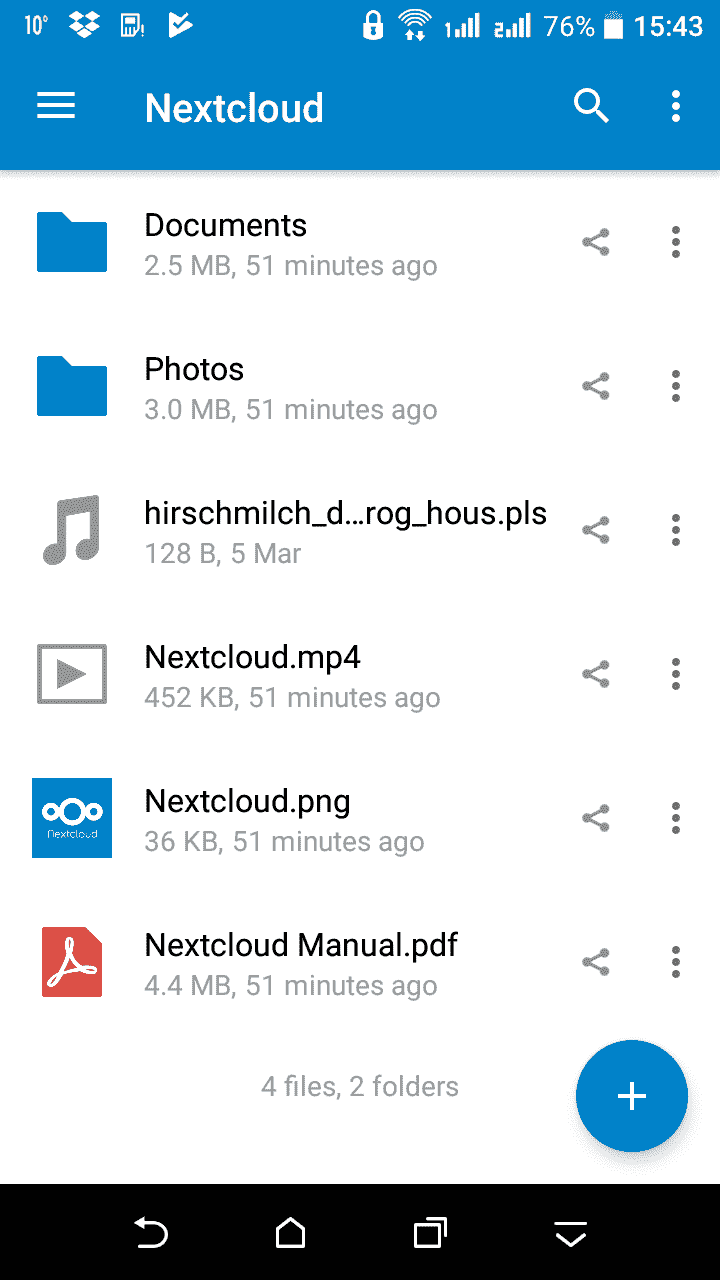 10° 1 2 76% 15:43
Nextcloud
Documents
2.5 MB, 51 minutes ago
Photos
3.0 MB, 51 minutes ago
hirschmilch_d...rog_hous.pls
128 B, 5 Mar
Nextcloud.mp4
452 KB, 51 minutes ago
Nextcloud
Nextcloud.png
36 KB, 51 minutes ago
Nextcloud Manual.pdf
4.4 MB, 51 minutes ago
4 files, 2 folders